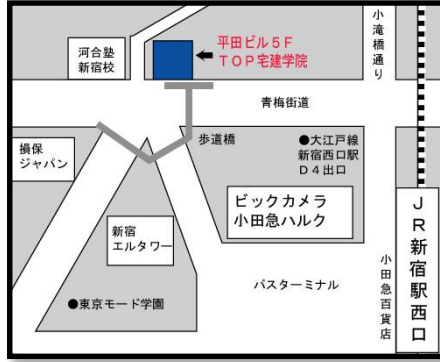 河合塾
新宿校
平田ビル5F
TOP宅建学院
小滝橋通り
青梅街道
歩道橋
●大江戸線
新宿西口駅
D4出口
損保
ジャパン
ビックカメラ
小田急ハルク
新宿
エルタワー
バスターミナル
●東京モード学園
小田急百貨店
JR新宿駅西口